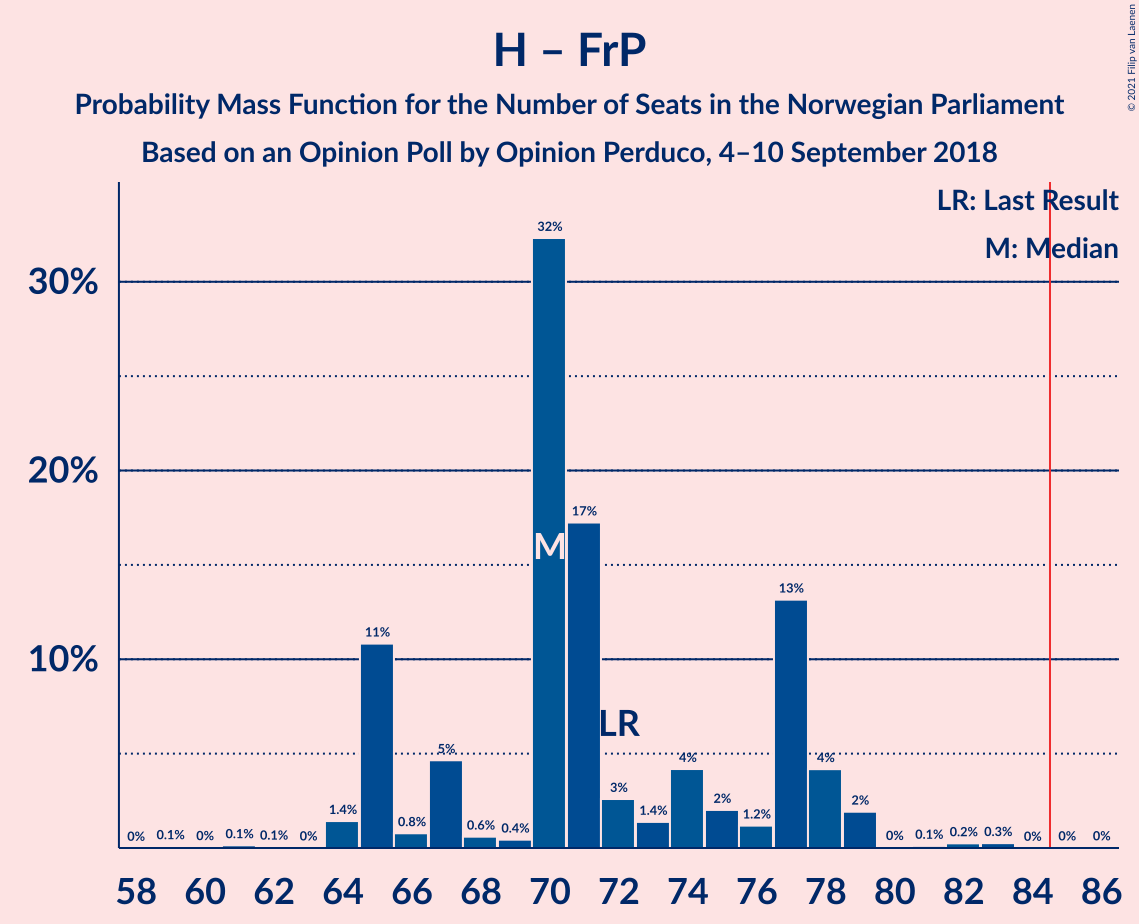 H – FrP
Probability Mass Function for the Number of Seats in the Norwegian Parliament
Based on an Opinion Poll by Opinion Perduco, 4–10 September 2018
© 2021 Filip van Laenen
LR: Last Result
M: Median
30%
20%
10%
0% 0.1% 0% 0.1% 0.1% 0% 1.4% 11% 0.8% 5% 0.6% 0.4% 32% 17% 3% 1.4% 4% 2% 1.2% 13% 4% 2% 0% 0.1% 0.2% 0.3% 0% 0% 0%
M
LR
58 60 62 64 66 68 70 72 74 76 78 80 82 84 86